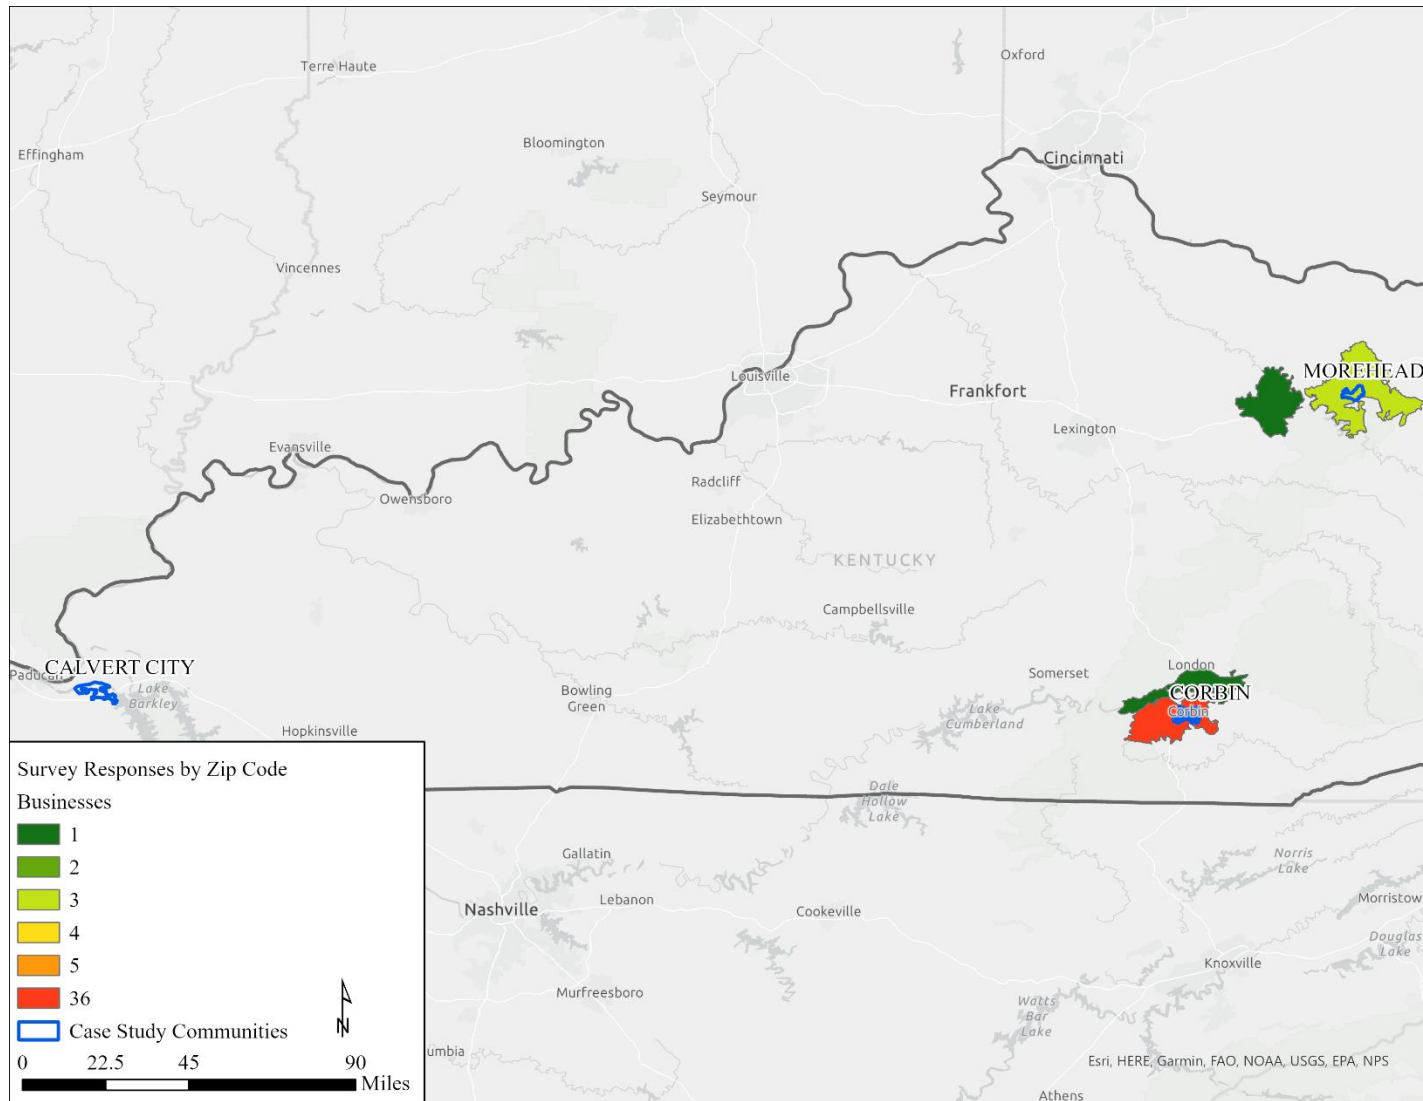 Oxford
Terre Haute
Bloomington
Effingham
Cincinnati
Seymour
Vincennes
MOREHEAD
Louisville
Frankfort
Lexington
Evansville
Radcliff
Owensboro
Elizabethtown
KENTUCKY
Campbellsville
CALVERT CITY
Paducah
London
Somerset
Lake
Barkley
Bowling
Green
CORBIN
Corbin
Lake
Cumberland
Hopkinsville
Dale
Hollow
Lake
Gallatin
Norris
Lake
Lebanon
Morristow
Nashville
Cookeville
Douglas
Lake
Knoxville
Murfreesboro
Watts
Bar
Lake
umbia
Athens
Survey Responses by Zip Code
Businesses
1
2
3
4
5
36
Case Study Communities
N
0 22.5 45 90
Miles
Esri, HERE, Garmin, FAO, NOAA, USGS, EPA, NPS